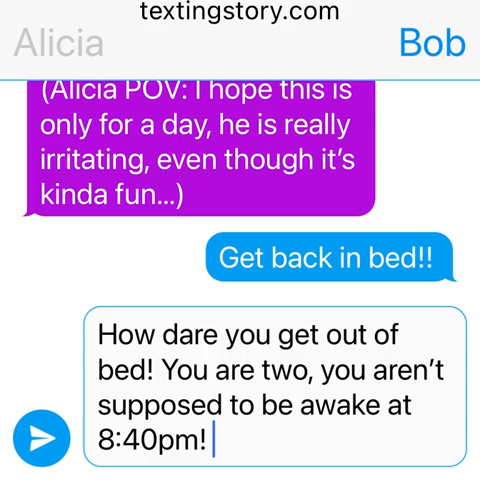 textingstory.com
Alicia Bob
(Alicia POV: I hope this is
only for a day, he is really
irritating, even though it’s
kinda fun...)
Get back in bed!!
How dare you get out of
bed! You are two, you aren’t
supposed to be awake at
8:40pm!